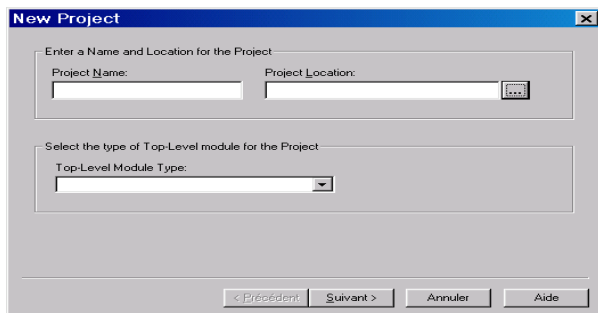 New Project
Enter a Name and Location for the Project
Project Name: Project Location:
...
Select the type of Top-Level module for the Project
Top-Level Module Type:
< Précédent Suivant > Annuler Aide